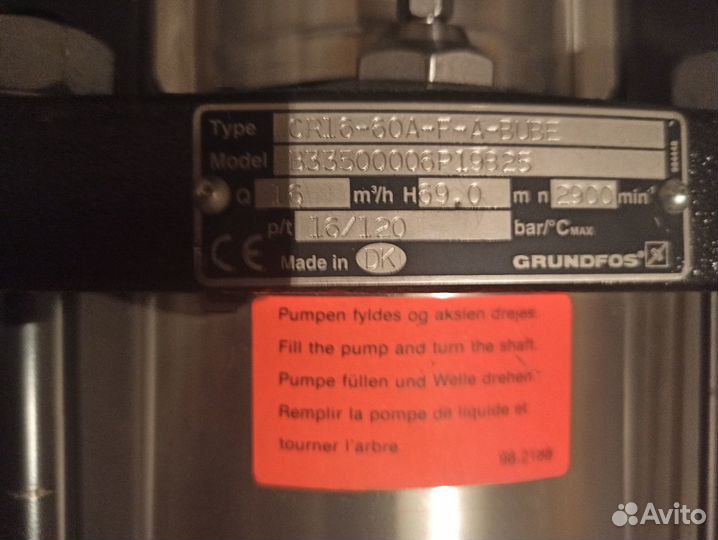 Type CR16-60A-F-A-BUBE
Model B33500006P19825
Q 16 m³/h H 69.0 m n 2900 min⁻¹
p/t 16/120 bar/°C MAX
CE Made in DK GRUNDFOS
Pumpen fyldes og akslen drejes.
Fill the pump and turn the shaft.
Pumpe füllen und Welle drehen.
Remplir la pompe de liquide et
tourner l'arbre
98.2180
Avito